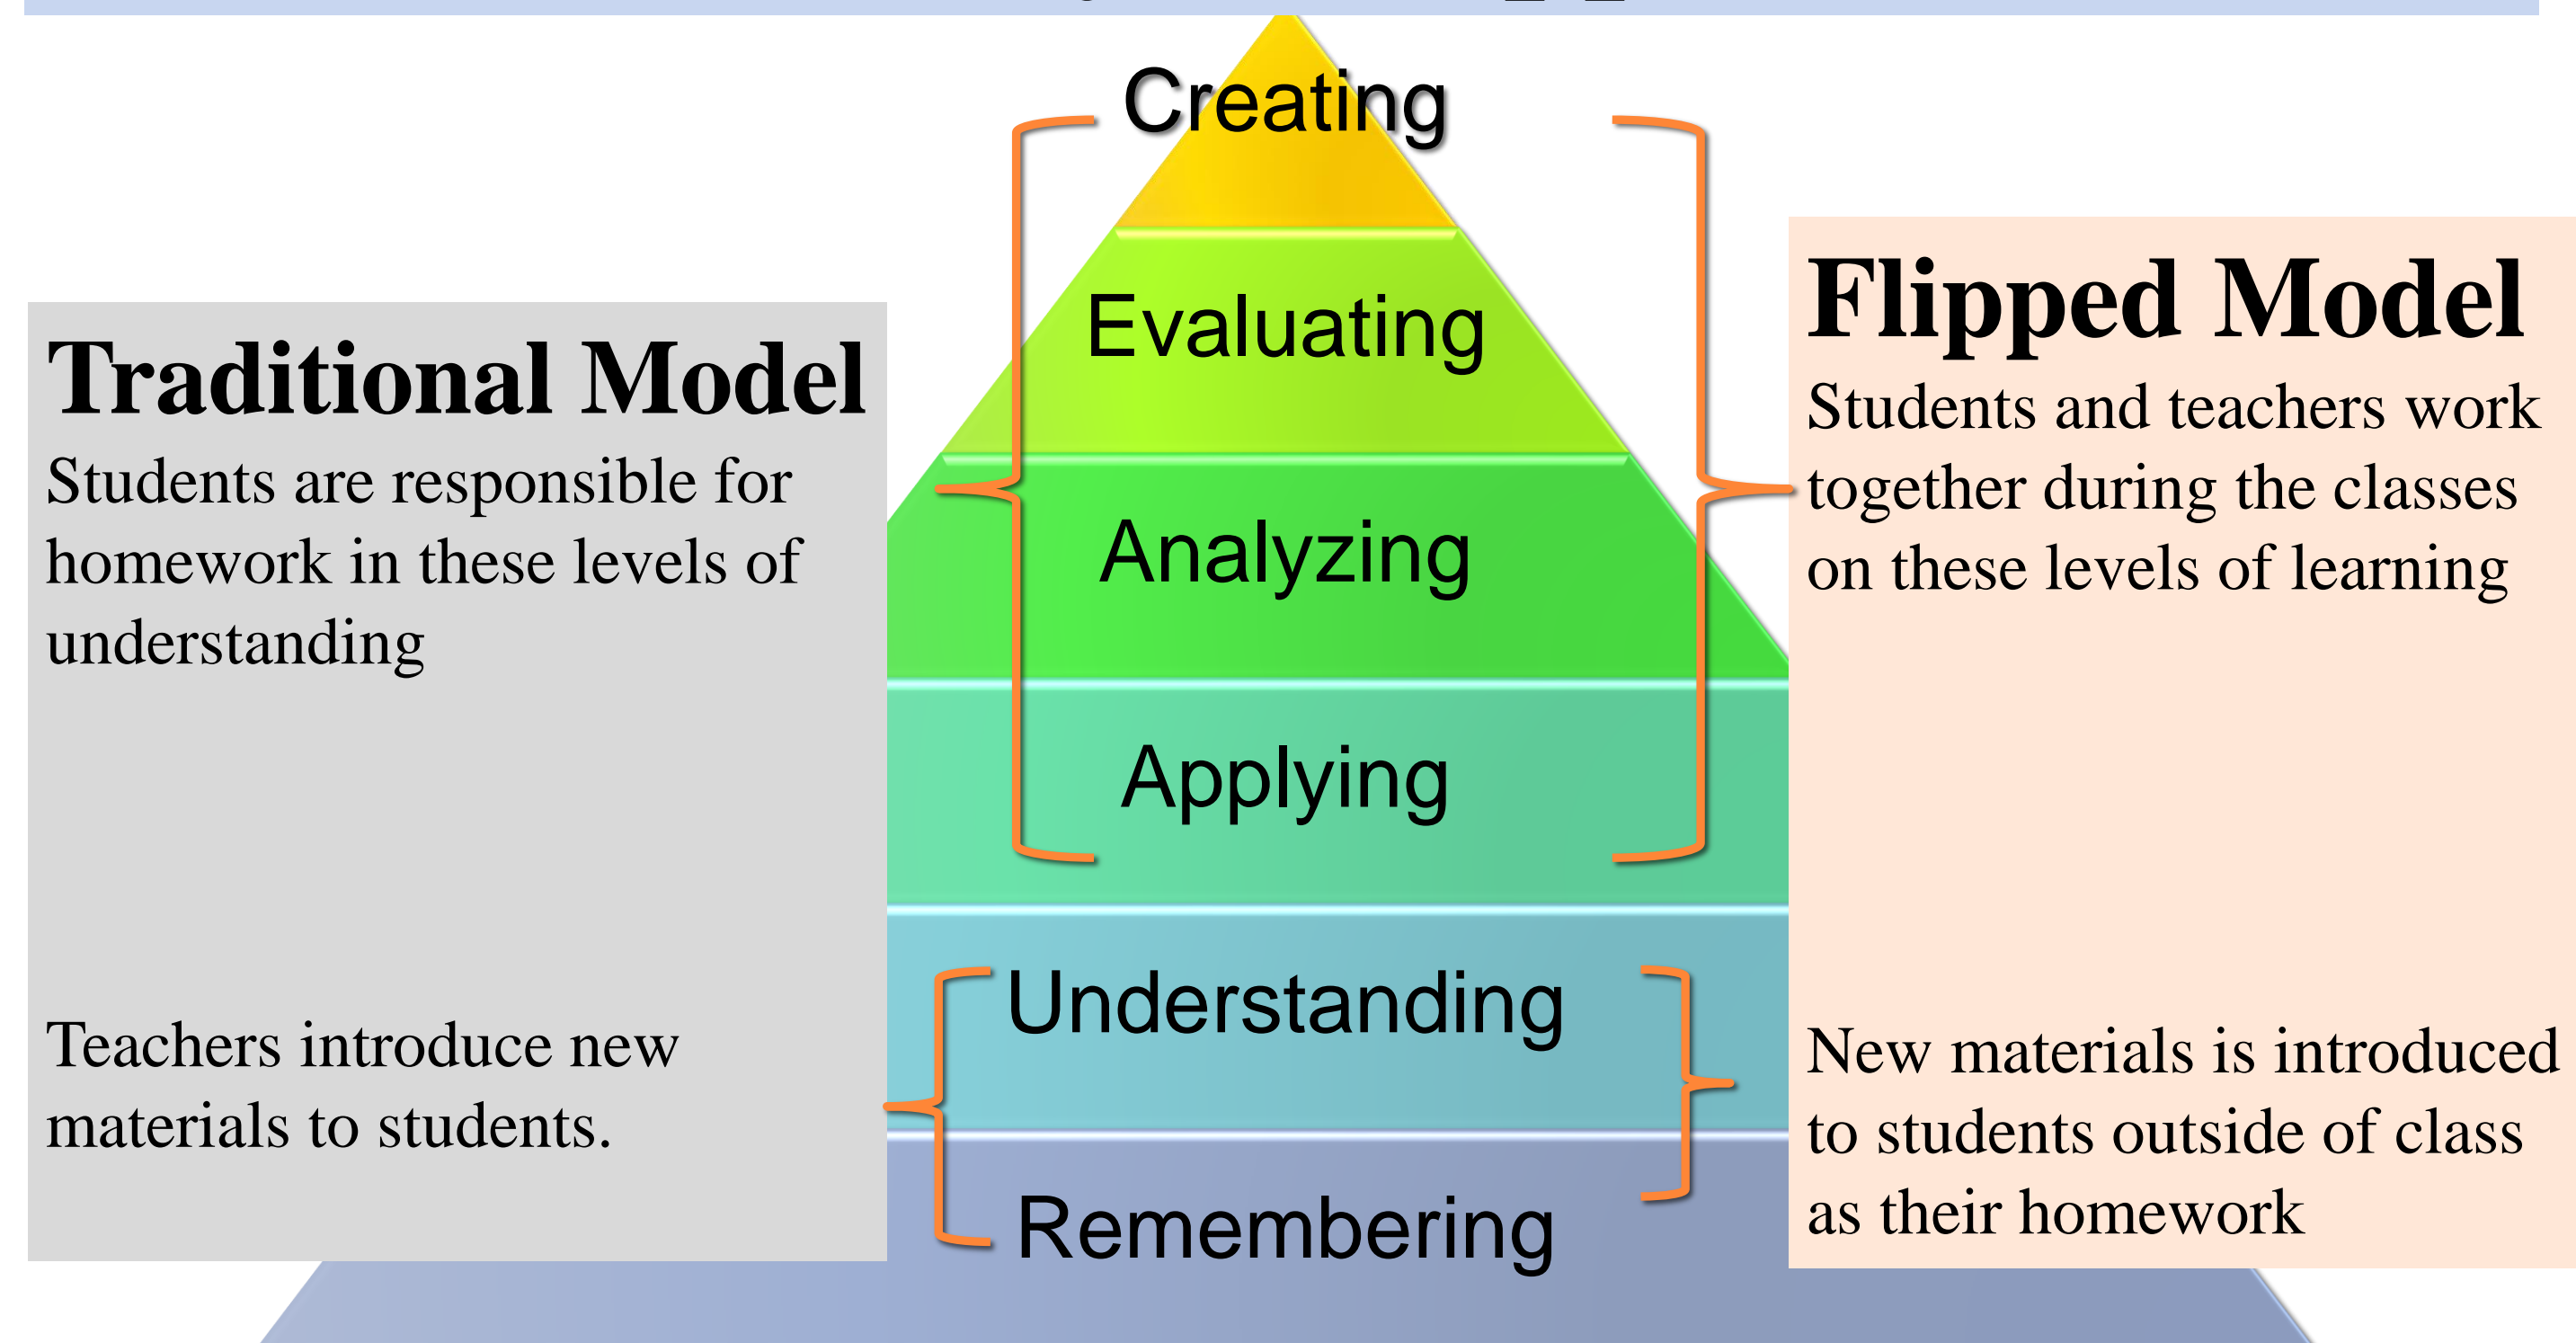 Creating
Evaluating
Analyzing
Applying
Understanding
Remembering
Traditional Model
Students are responsible for
homework in these levels of
understanding
Teachers introduce new
materials to students.
Flipped Model
Students and teachers work
together during the classes
on these levels of learning
New materials is introduced
to students outside of class
as their homework